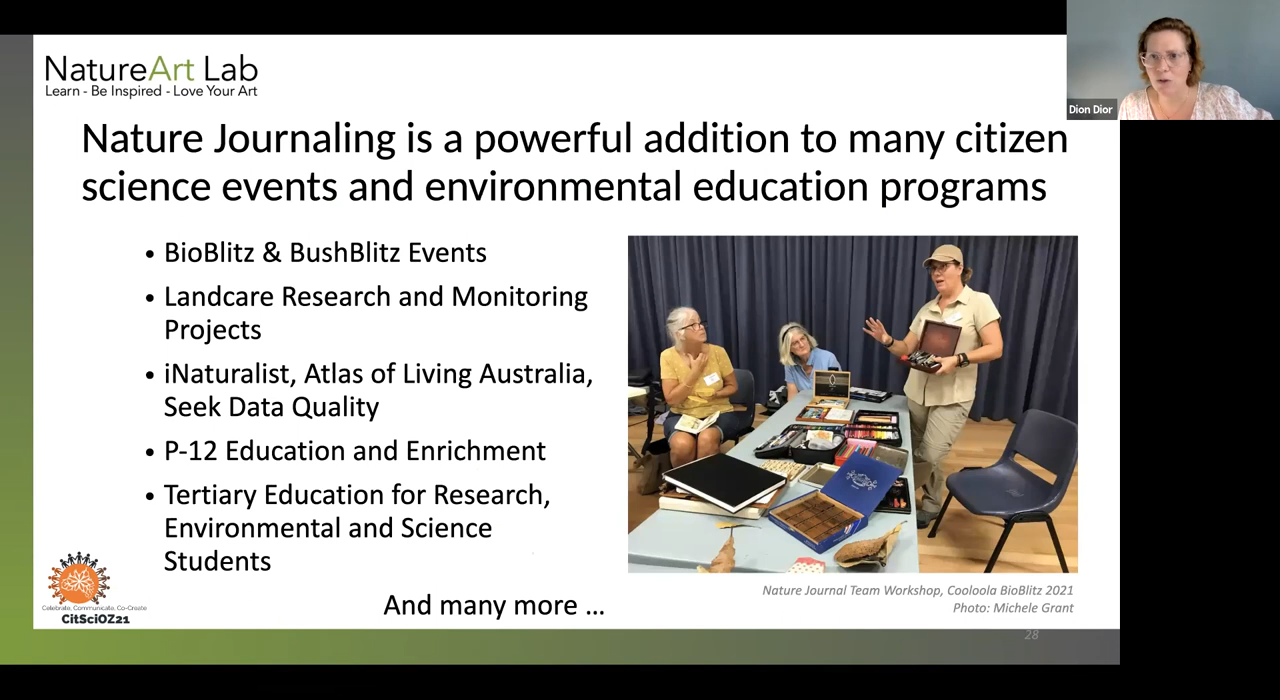 NatureArt Lab
Learn - Be Inspired - Love Your Art
Dion Dior
Nature Journaling is a powerful addition to many citizen
science events and environmental education programs
• BioBlitz & BushBlitz Events
• Landcare Research and Monitoring
Projects
• iNaturalist, Atlas of Living Australia,
Seek Data Quality
• P-12 Education and Enrichment
• Tertiary Education for Research,
Environmental and Science
Students
And many more ...
Nature Journal Team Workshop, Cooloola BioBlitz 2021
Photo: Michele Grant
Celebrate, Communicate, Co-Create
CitSciOZ21
28